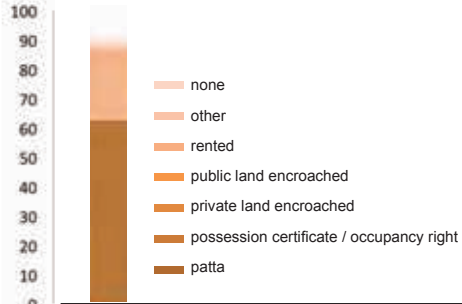 100
90
80
70
60
50
40
30
20
10
0
none
other
rented
public land encroached
private land encroached
possession certificate / occupancy right
patta